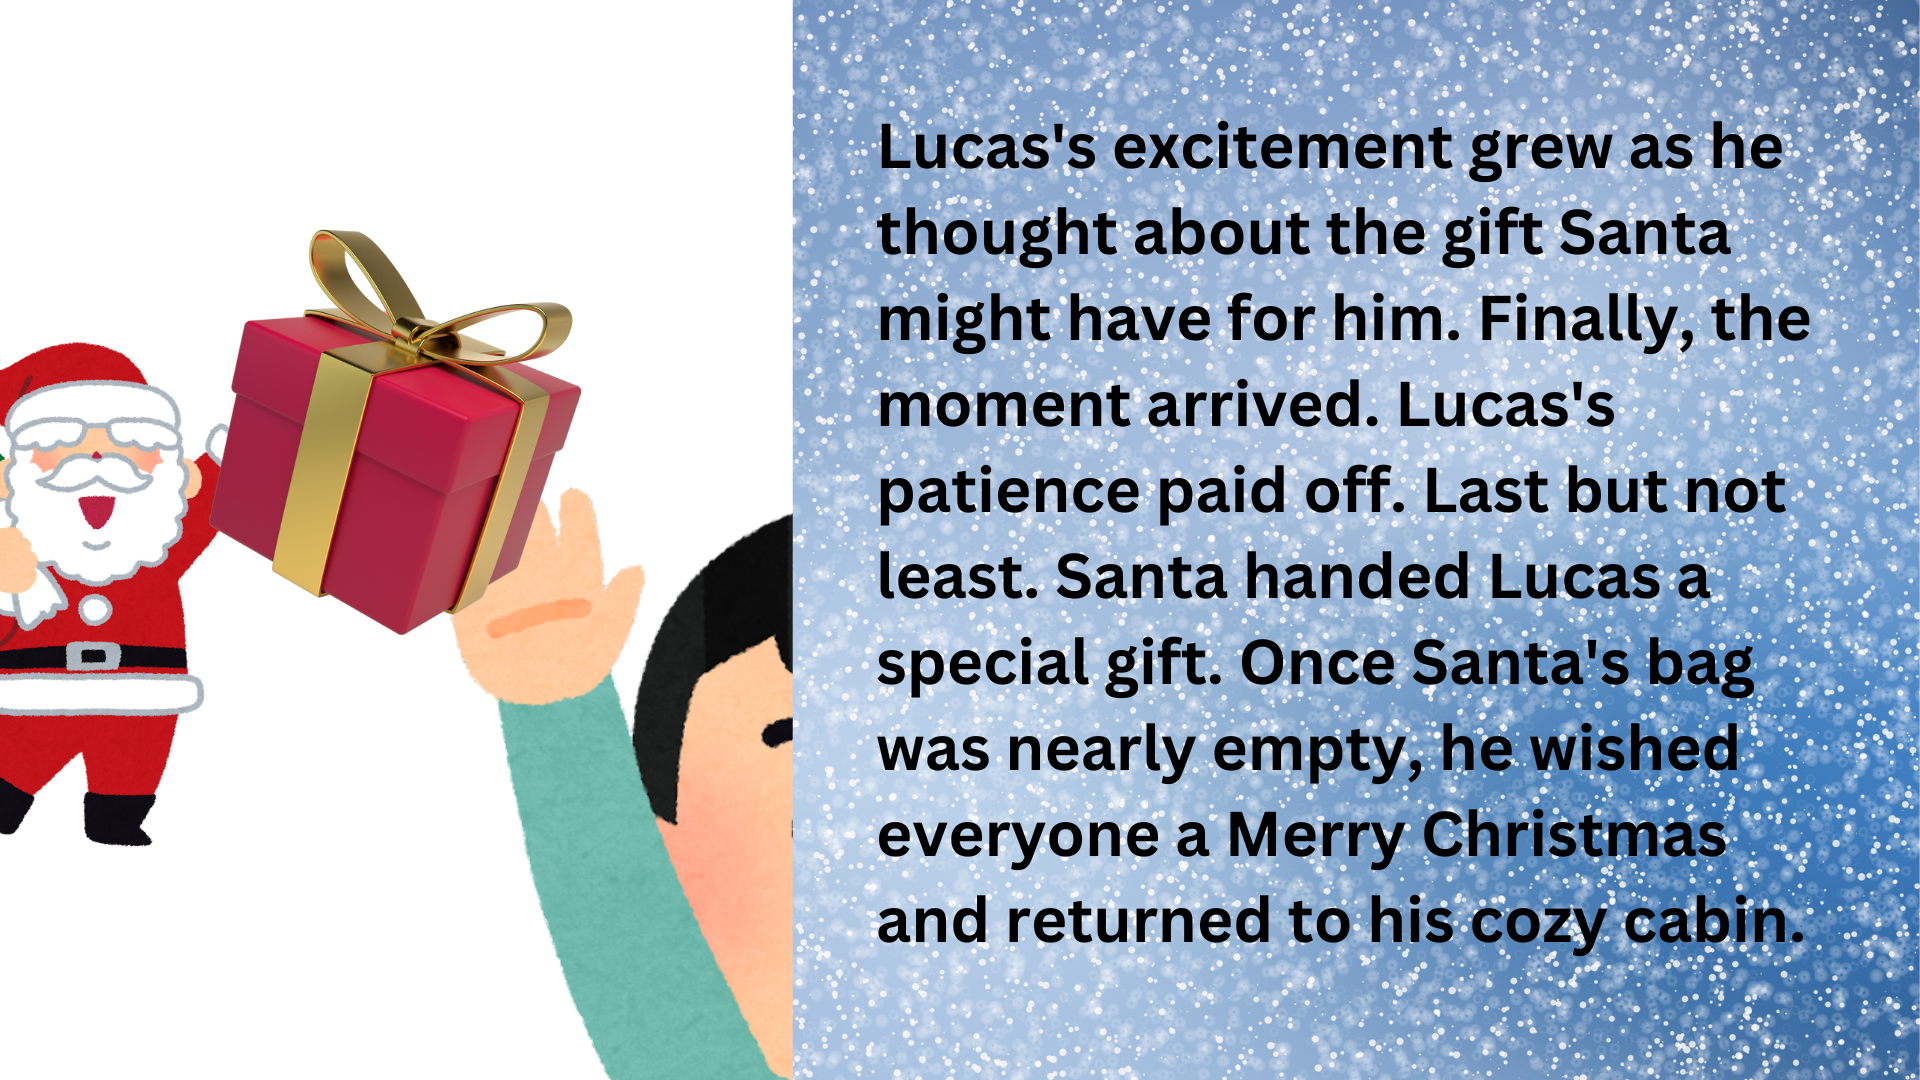 Lucas's excitement grew as he
thought about the gift Santa
might have for him. Finally, the
moment arrived. Lucas's
patience paid off. Last but not
least. Santa handed Lucas a
special gift. Once Santa's bag
was nearly empty, he wished
everyone a Merry Christmas
and returned to his cozy cabin.